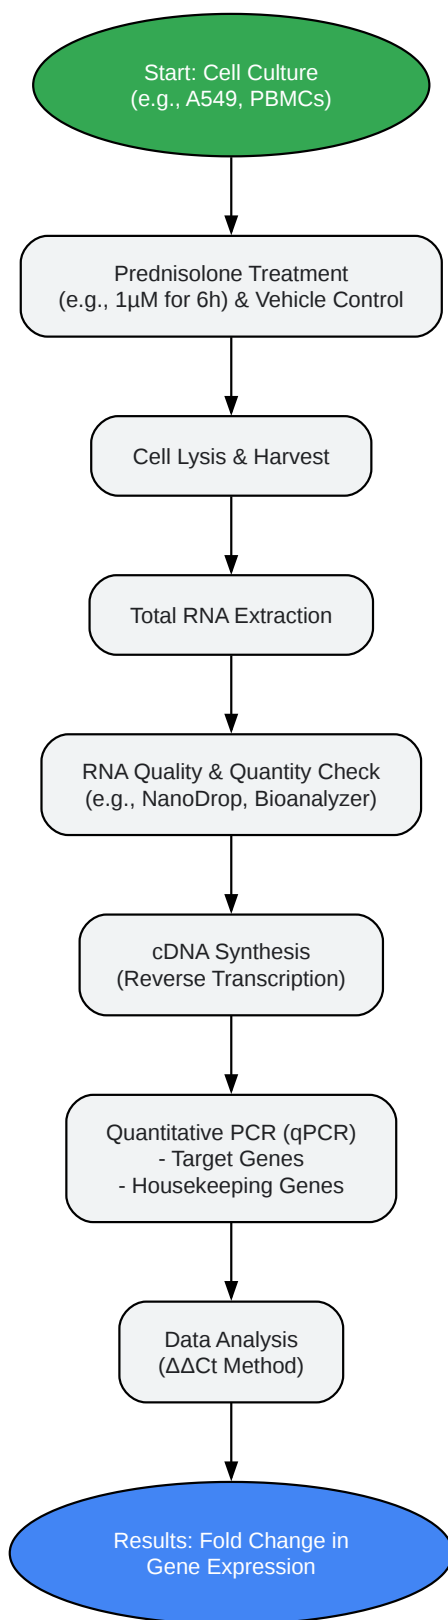 Start: Cell Culture
(e.g., A549, PBMCs)
Prednisolone Treatment
(e.g., 1µM for 6h) & Vehicle Control
Cell Lysis & Harvest
Total RNA Extraction
RNA Quality & Quantity Check
(e.g., NanoDrop, Bioanalyzer)
cDNA Synthesis
(Reverse Transcription)
Quantitative PCR (qPCR)
- Target Genes
- Housekeeping Genes
Data Analysis
(ΔΔCt Method)
Results: Fold Change in
Gene Expression